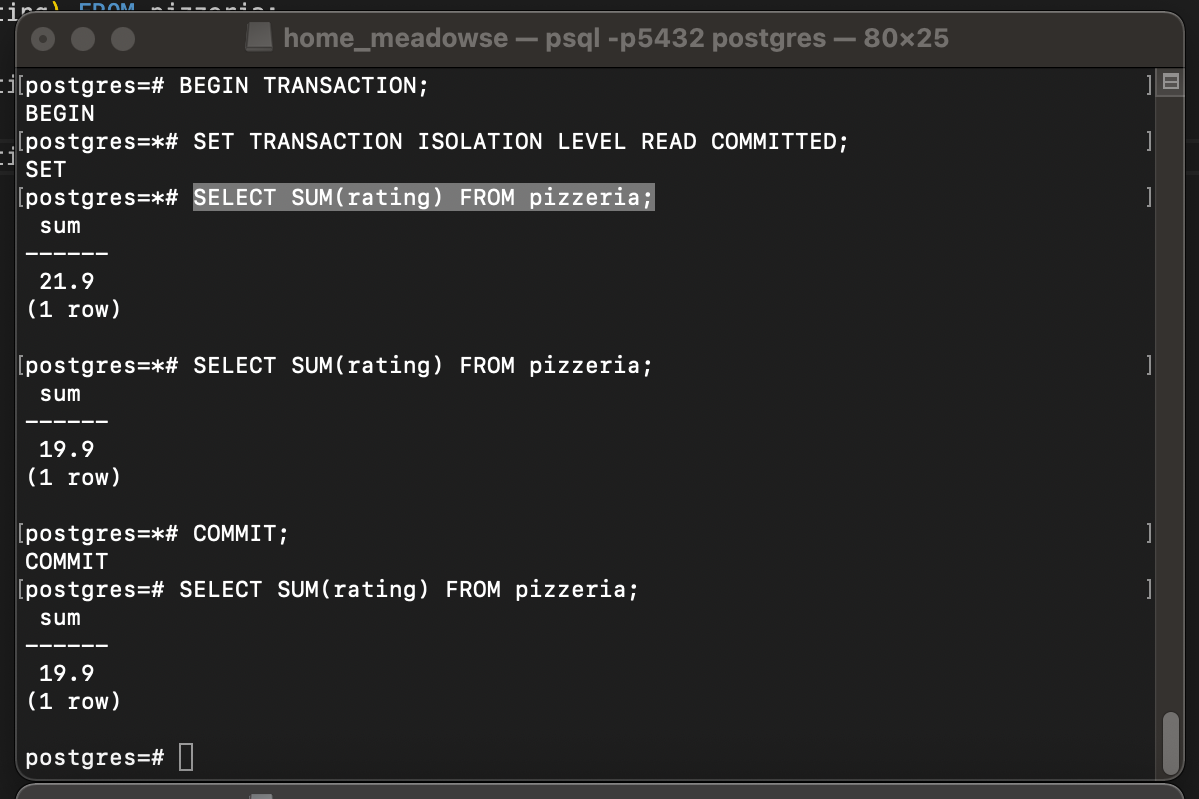 FROM pizzeria;
home_meadowse — psql -p5432 postgres — 80×25
[postgres=# BEGIN TRANSACTION; ]
BEGIN
[postgres=*# SET TRANSACTION ISOLATION LEVEL READ COMMITTED; ]
SET
[postgres=*# SELECT SUM(rating) FROM pizzeria; ]
sum
------
21.9
(1 row)
[postgres=*# SELECT SUM(rating) FROM pizzeria; ]
sum
------
19.9
(1 row)
[postgres=*# COMMIT; ]
COMMIT
[postgres=# SELECT SUM(rating) FROM pizzeria; ]
sum
------
19.9
(1 row)
postgres=#